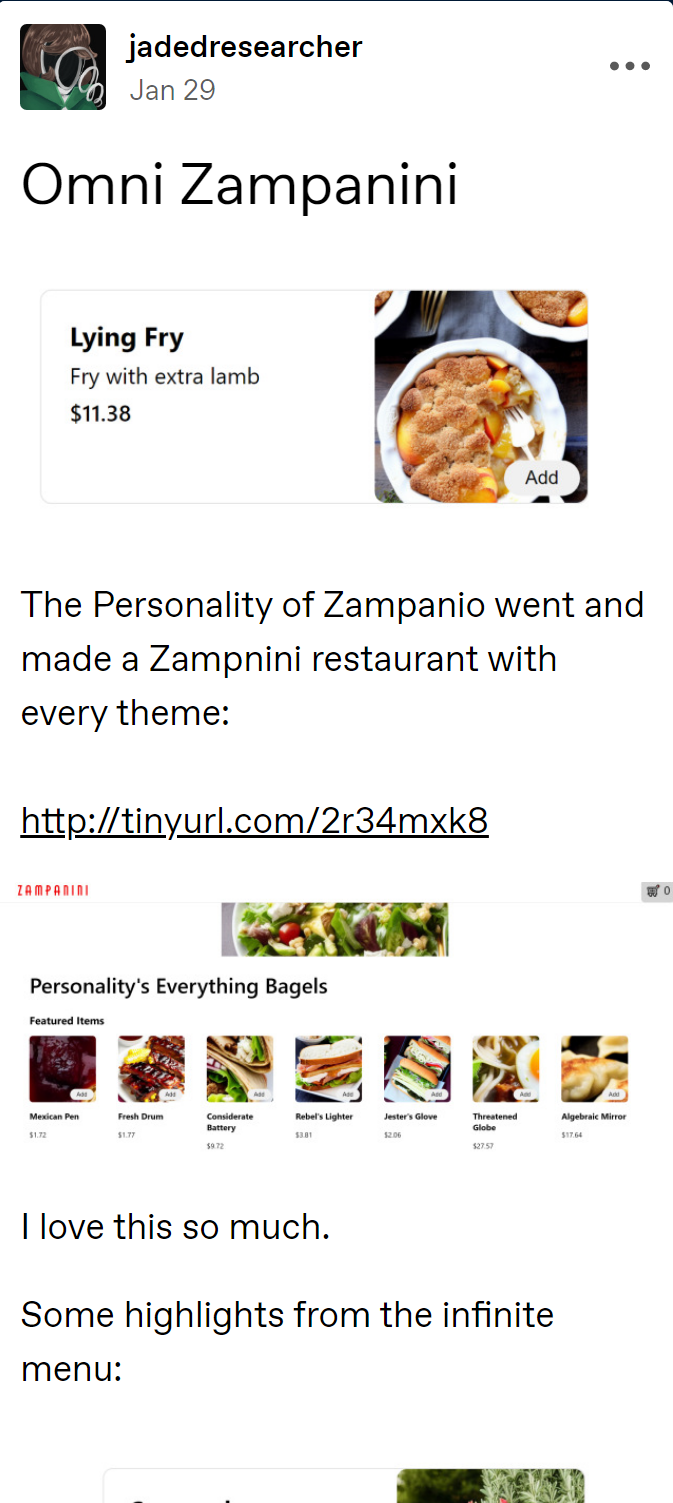 jadedresearcher
Jan 29
Omni Zampanini
Lying Fry
Fry with extra lamb
$11.38
Add
The Personality of Zampanio went and
made a Zampnini restaurant with
every theme:
http://tinyurl.com/2r34mxk8
ZAMPANINI
0
Personality's Everything Bagels
Featured Items
Add Add Add Add Add Add Add
Mexican Pen Fresh Drum Considerate Rebel's Lighter Jester's Glove Threatened Algebraic Mirror
Battery Globe
$1.72 $1.77 $3.81 $2.06 $17.64
$9.72 $27.57
I love this so much.
Some highlights from the infinite
menu: